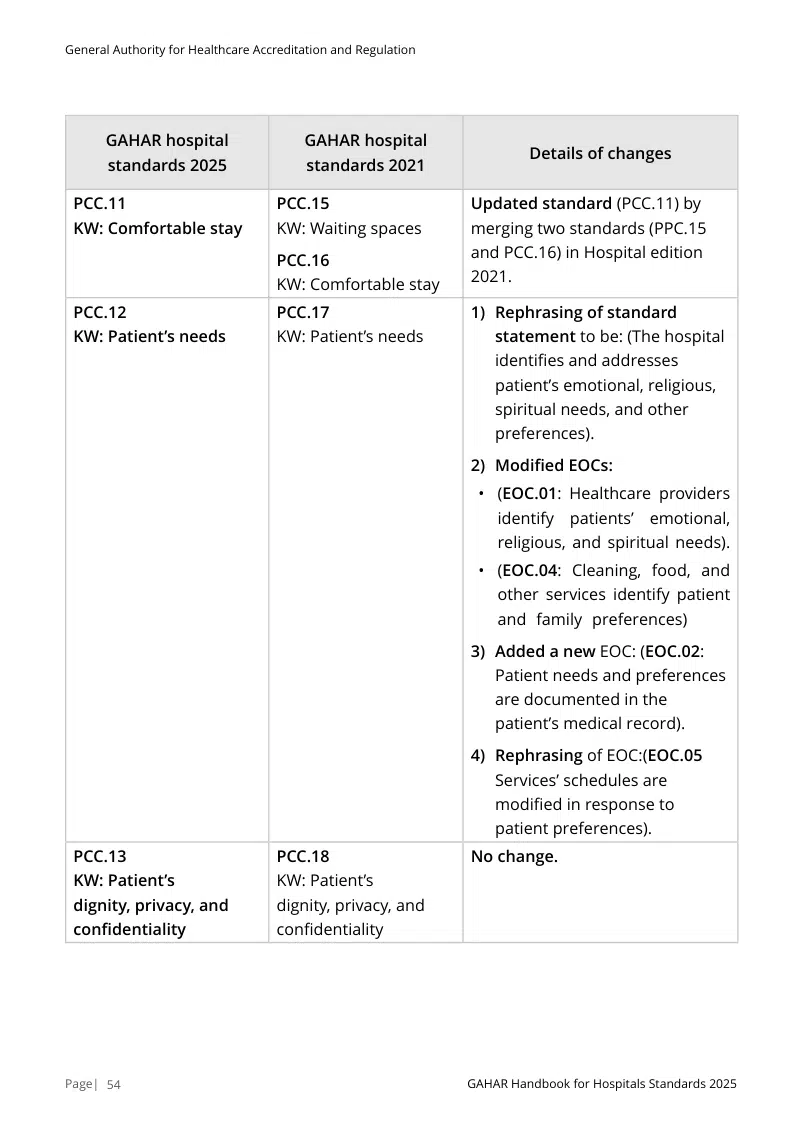 General Authority for Healthcare Accreditation and Regulation
GAHAR hospital
standards 2025
GAHAR hospital
standards 2021
Details of changes
PCC.11
KW: Comfortable stay
PCC.15
KW: Waiting spaces
PCC.16
KW: Comfortable stay
Updated standard (PCC.11) by
merging two standards (PPC.15
and PCC.16) in Hospital edition
2021.
PCC.12
KW: Patient’s needs
PCC.17
KW: Patient’s needs
1) Rephrasing of standard
statement to be: (The hospital
identifies and addresses
patient’s emotional, religious,
spiritual needs, and other
preferences).
2) Modified EOCs:
• (EOC.01: Healthcare providers
identify patients’ emotional,
religious, and spiritual needs).
• (EOC.04: Cleaning, food, and
other services identify patient
and family preferences)
3) Added a new EOC: (EOC.02:
Patient needs and preferences
are documented in the
patient’s medical record).
4) Rephrasing of EOC:(EOC.05
Services’ schedules are
modified in response to
patient preferences).
PCC.13
KW: Patient’s
dignity, privacy, and
confidentiality
PCC.18
KW: Patient’s
dignity, privacy, and
confidentiality
No change.
Page| 54
GAHAR Handbook for Hospitals Standards 2025